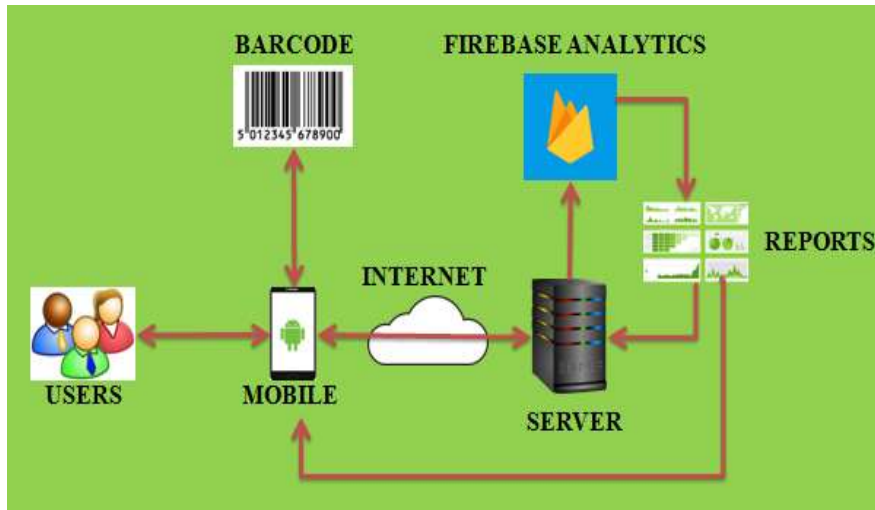 BARCODE
FIREBASE ANALYTICS
5 012345 678900
REPORTS
INTERNET
USERS
MOBILE
SERVER